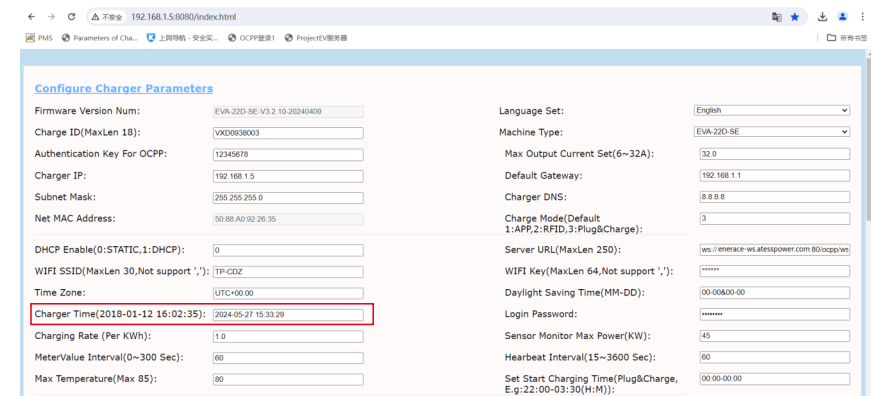 不安全 192.168.1.5:8080/index.html
PMS Parameters of Cha... 上网导航 - 安全实... OCPP登录1 ProjectEV服务器 所有书签
Configure Charger Parameters
Firmware Version Num: EVA-22D-SE-V3.2.10-20240409 Language Set: English
Charge ID(MaxLen 18): VXD0938003 Machine Type: EVA-22D-SE
Authentication Key For OCPP: 12345678 Max Output Current Set(6~32A): 32.0
Charger IP: 192.168.1.5 Default Gateway: 192.168.1.1
Subnet Mask: 255.255.255.0 Charger DNS: 8.8.8.8
Net MAC Address: 50:88:A0:92:26:35 Charge Mode(Default 3
1:APP,2:RFID,3:Plug&Charge):
DHCP Enable(0:STATIC,1:DHCP): 0 Server URL(MaxLen 250): ws:// enerace-ws.atesspower.com:80/ocpp/ws
WIFI SSID(MaxLen 30,Not support ','): TP-CDZ WIFI Key(MaxLen 64,Not support ','): ••••••
Time Zone: UTC+00:00 Daylight Saving Time(MM-DD): 00-00&00-00
Charger Time(2018-01-12 16:02:35): 2024-05-27 15:33:29 Login Password: ••••••••
Charging Rate (Per KWh): 1.0 Sensor Monitor Max Power(KW): 45
MeterValue Interval(0~300 Sec): 60 Hearbeat Interval(15~3600 Sec): 60
Max Temperature(Max 85): 80 Set Start Charging Time(Plug&Charge, 00:00-00:00
E.g:22:00-03:30(H:M)):